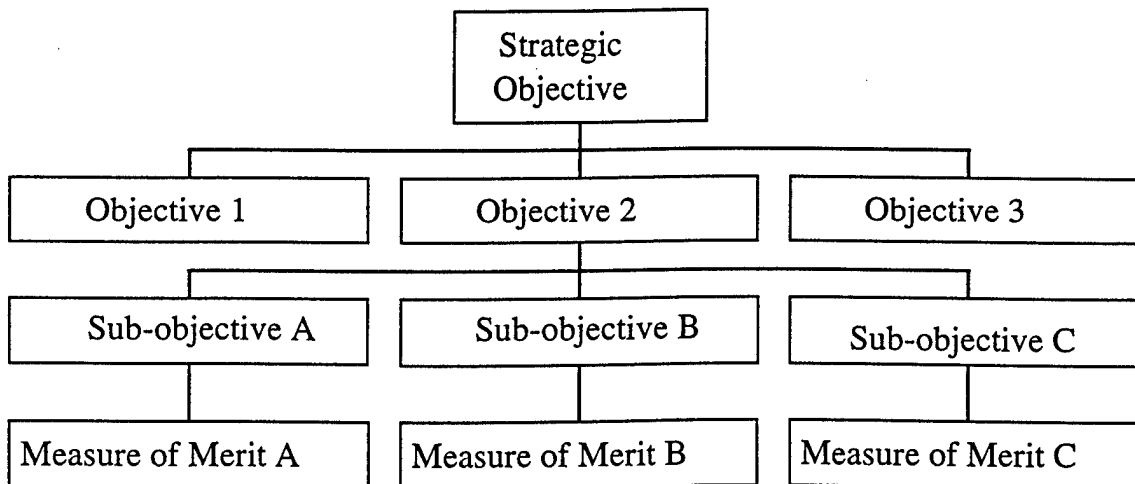 Strategic
Objective
Objective 1
Objective 2
Objective 3
Sub-objective A
Sub-objective B
Sub-objective C
Measure of Merit A
Measure of Merit B
Measure of Merit C